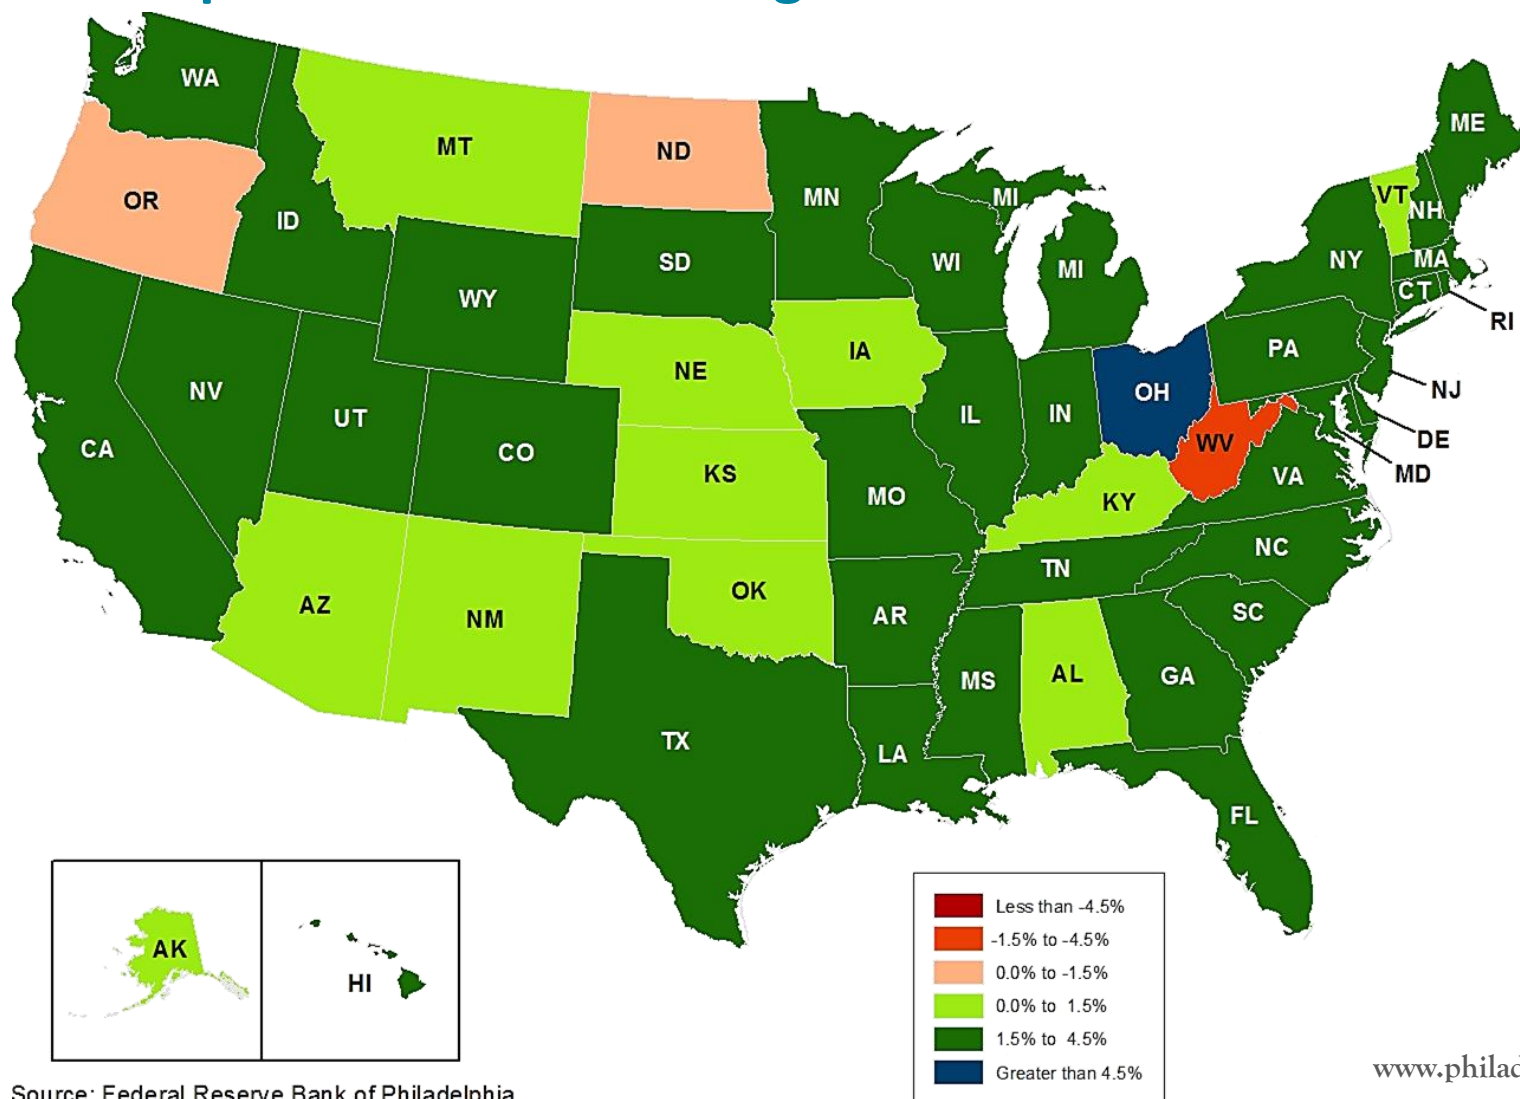 WA
MT
ND
ME
OR
ID
MN
MI
VT
NH
SD
WI
MI
NY
MA
WY
CT
RI
NE
IA
PA
NV
UT
OH
NJ
CA
CO
IL
IN
WV
DE
KS
MO
KY
VA
MD
AZ
NM
OK
AR
TN
NC
SC
MS
AL
GA
TX
LA
FL
AK
HI
Less than -4.5%
-1.5% to -4.5%
0.0% to -1.5%
0.0% to 1.5%
1.5% to 4.5%
Greater than 4.5%
www.philad
Source: Federal Reserve Bank of Philadelphia